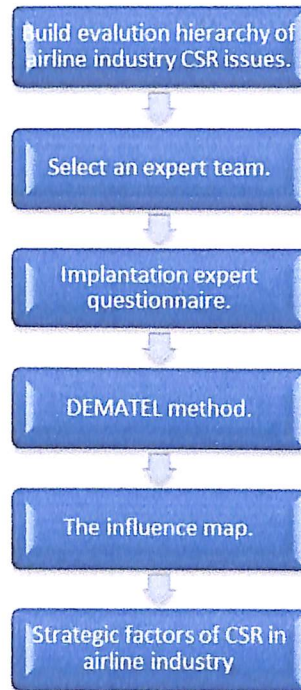 Build evalution hierarchy of
airline industry CSR issues.
Select an expert team.
Implantation expert
questionnaire.
DEMATEL method.
The influence map.
Strategic factors of CSR in
airline industry